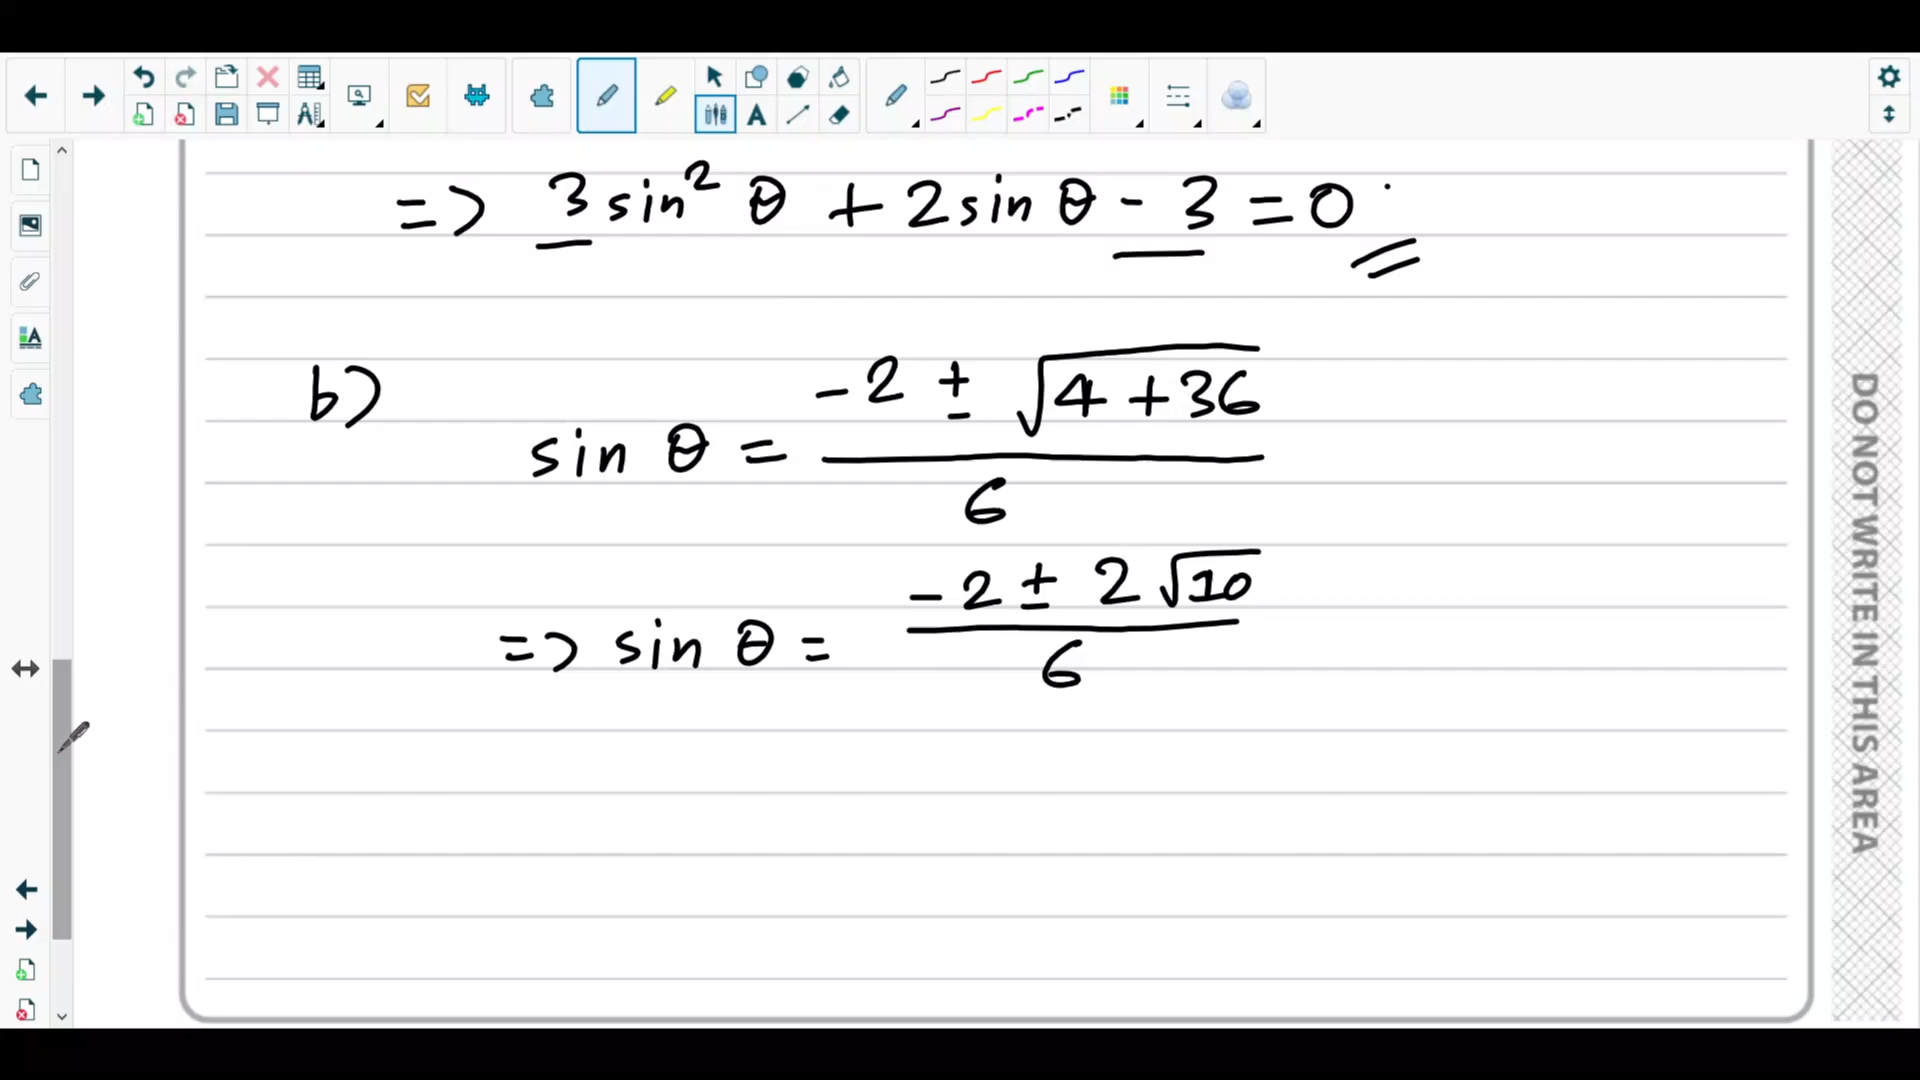 => 3 sin² θ + 2 sin θ - 3 = 0
b) sin θ = (-2 ± √(4 + 36)) / 6
=> sin θ = (-2 ± 2√10) / 6
DO NOT WRITE IN THIS AREA